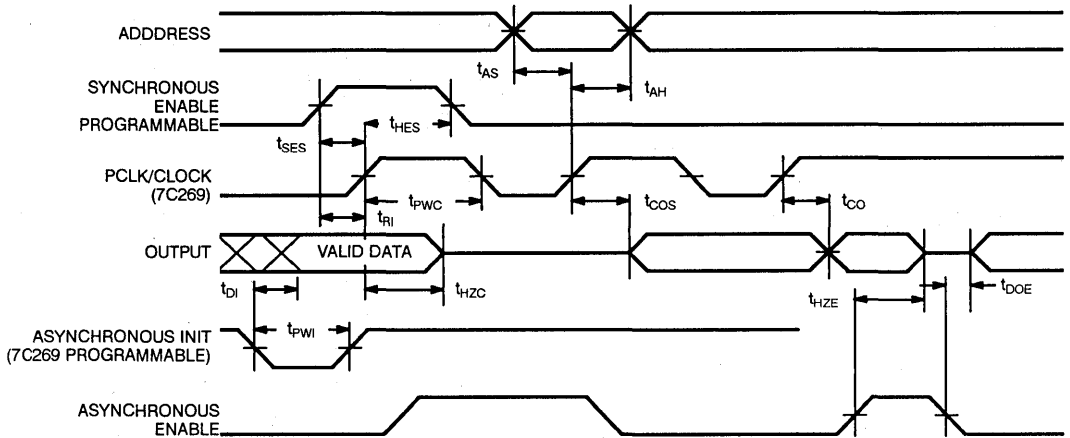 ADDDRESS
tAS
tAH
SYNCHRONOUS
ENABLE
PROGRAMMABLE
tHES
tSES
PCLK/CLOCK
(7C269)
tPWC
tCOS
tCO
tRI
OUTPUT
VALID DATA
tDI
tHZC
tHZE
tDOE
ASYNCHRONOUS INIT
(7C269 PROGRAMMABLE)
tPWI
ASYNCHRONOUS
ENABLE